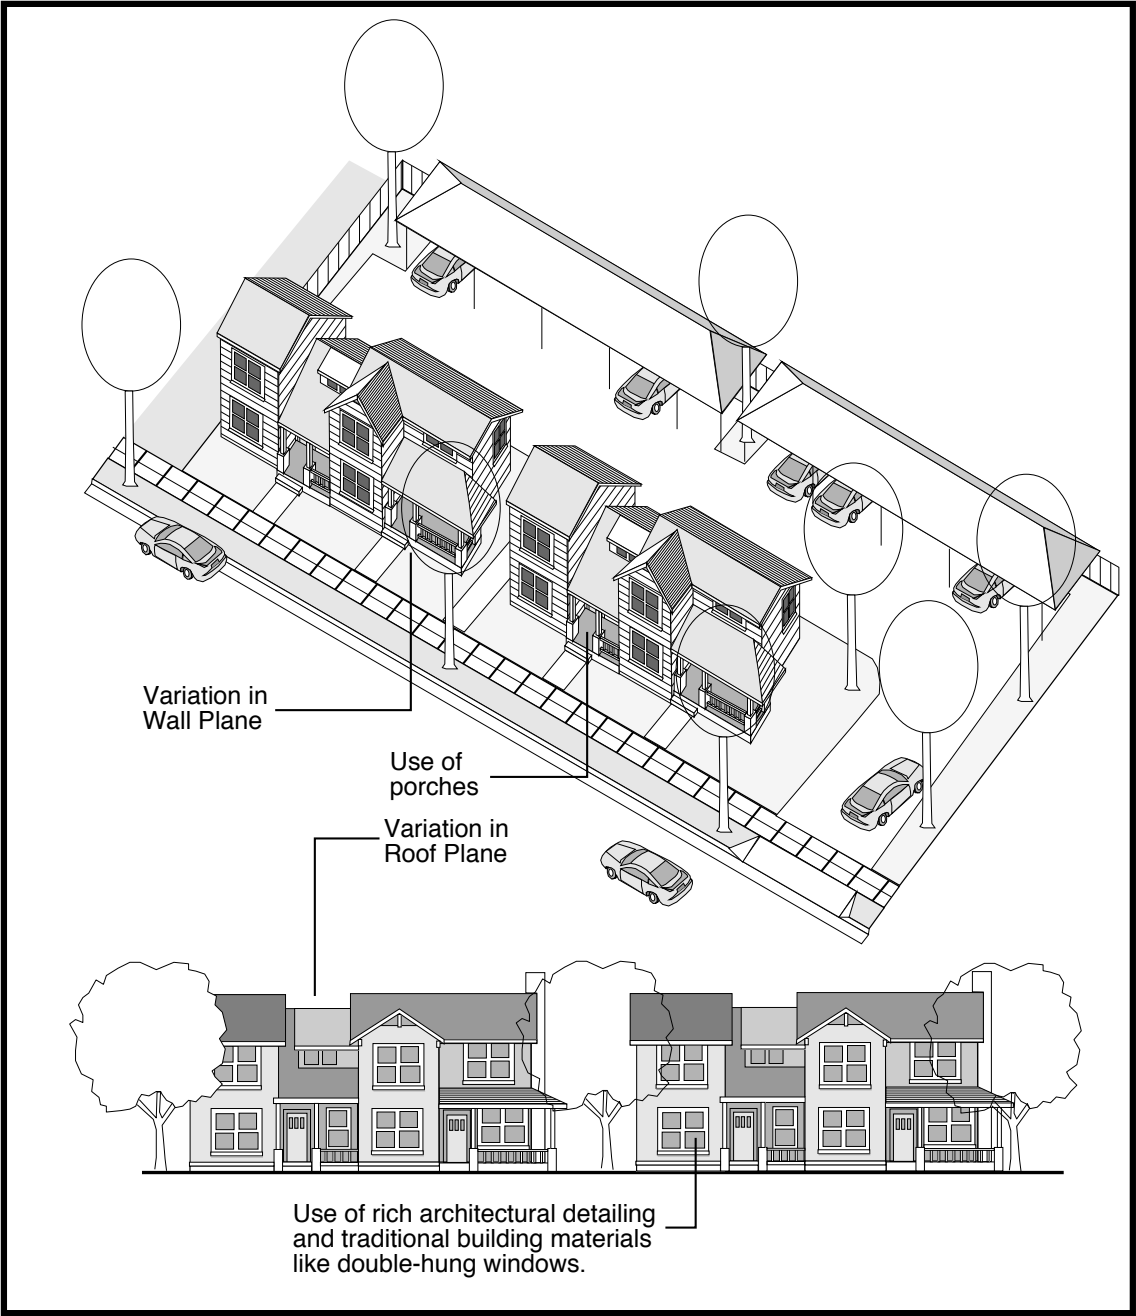 Variation in
Wall Plane
Use of
porches
Variation in
Roof Plane
Use of rich architectural detailing
and traditional building materials
like double-hung windows.